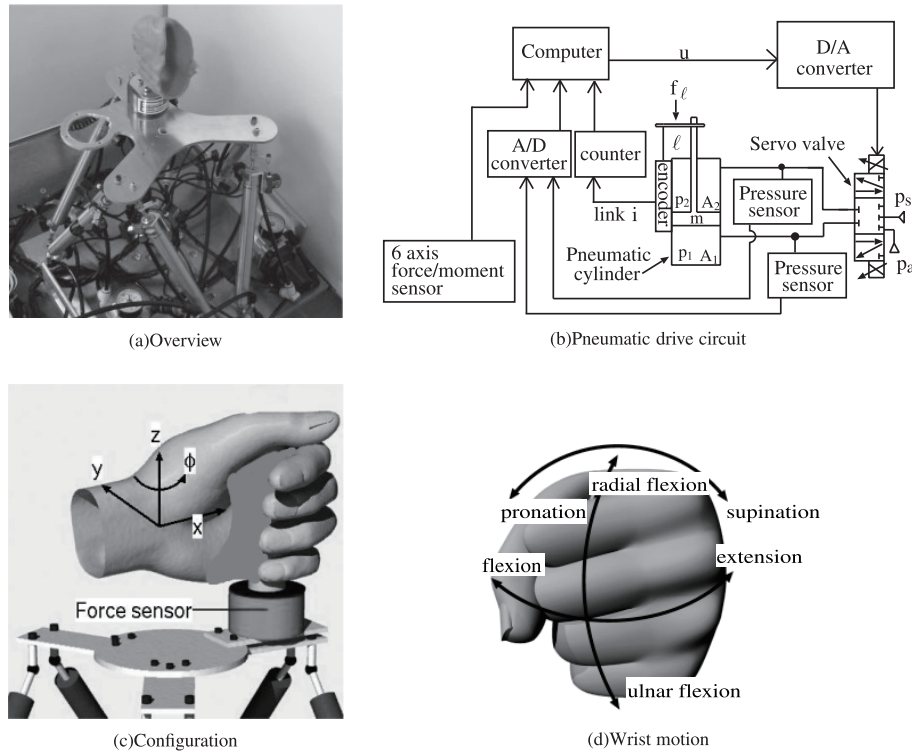 Computer
u
D/A
converter
f_ℓ
ℓ
A/D
converter
counter
encoder
Servo valve
p₂ A₂
m
p₁ A₁
link i
Pressure
sensor
pₛ
pₐ
6 axis
force/moment
sensor
Pneumatic
cylinder
Pressure
sensor
(a)Overview
(b)Pneumatic drive circuit
z
y
ϕ
x
Force sensor
radial flexion
pronation
supination
flexion
extension
ulnar flexion
(c)Configuration
(d)Wrist motion